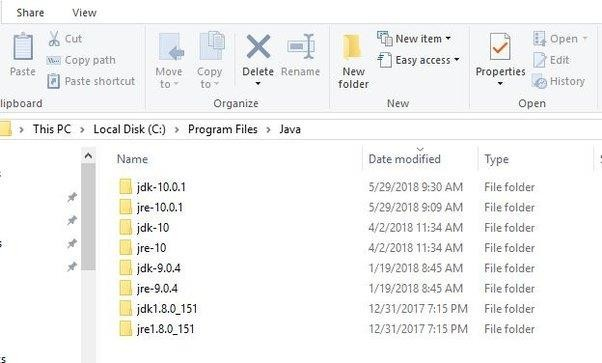 Share View
Cut
Copy path
Paste shortcut
Paste
Move to
Copy to
Delete
Rename
New folder
New item
Easy access
Properties
Open
Edit
History
lipboard Organize New Open
This PC > Local Disk (C:) > Program Files > Java
Name Date modified Type
jdk-10.0.1 5/29/2018 9:30 AM File folder
jre-10.0.1 5/29/2018 9:09 AM File folder
jdk-10 4/2/2018 11:34 AM File folder
jre-10 4/2/2018 11:34 AM File folder
jdk-9.0.4 1/19/2018 8:45 AM File folder
jre-9.0.4 1/19/2018 8:45 AM File folder
jdk1.8.0_151 12/31/2017 7:15 PM File folder
jre1.8.0_151 12/31/2017 7:15 PM File folder